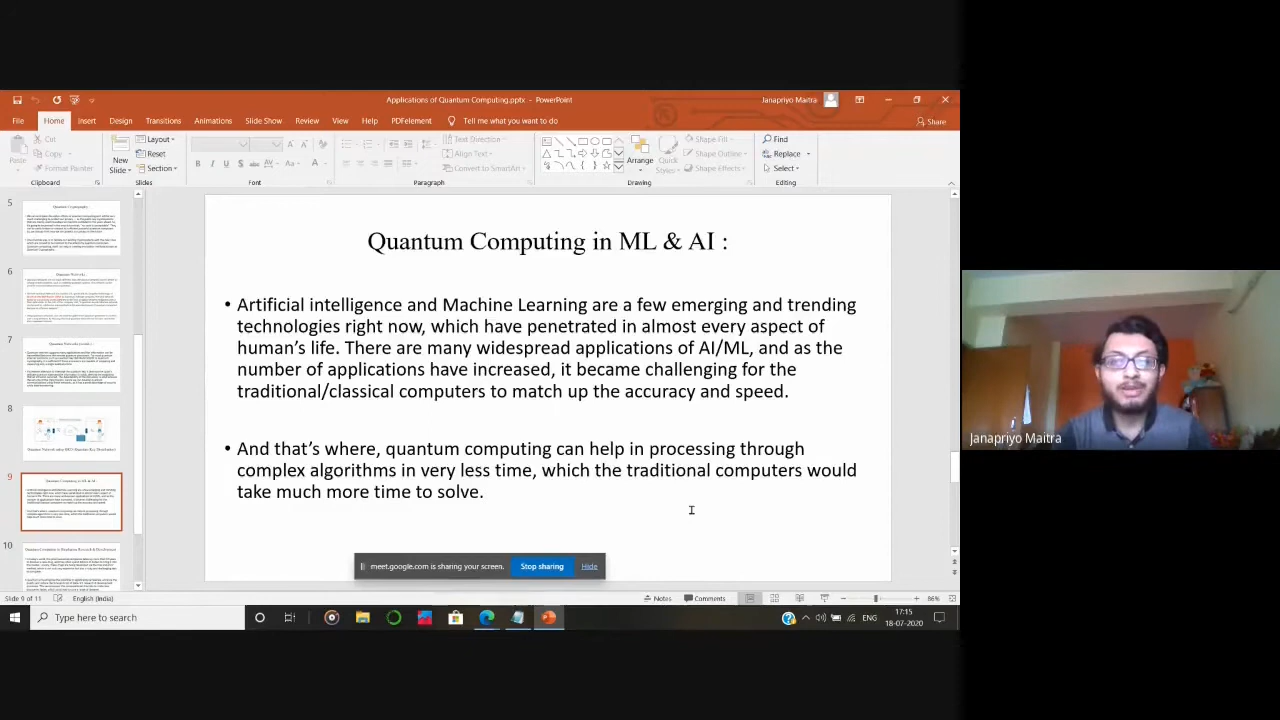 Applications of Quantum Computing.pptx - PowerPoint
Janapriyo Maitra
File Home Insert Design Transitions Animations Slide Show Review View Help PDFelement Tell me what you want to do
Share
Paste
Cut
Copy
Format Painter
Clipboard
New
Slide
Layout
Reset
Section
Slides
Font
Text Direction
Align Text
Convert to SmartArt
Paragraph
Arrange
Quick
Styles
Shape Fill
Shape Outline
Shape Effects
Drawing
Find
Replace
Select
Editing
5
6
7
8
9
10
Quantum Computing in ML & AI :
• Artificial intelligence and Machine Learning are a few emerging and trending
technologies right now, which have penetrated in almost every aspect of
human's life. There are many widespread applications of AI/ML, but as the
number of applications have increased, it became challenging for the
traditional/classical computers to match up the accuracy and speed.
• And that's where, quantum computing can help in processing through
complex algorithms in very less time, which the traditional computers would
take much more time to solve.
meet.google.com is sharing your screen. Stop sharing Hide
Slide 9 of 11 English (India) Notes Comments 86%
Type here to search
ENG
17:15
18-07-2020
Janapriyo Maitra